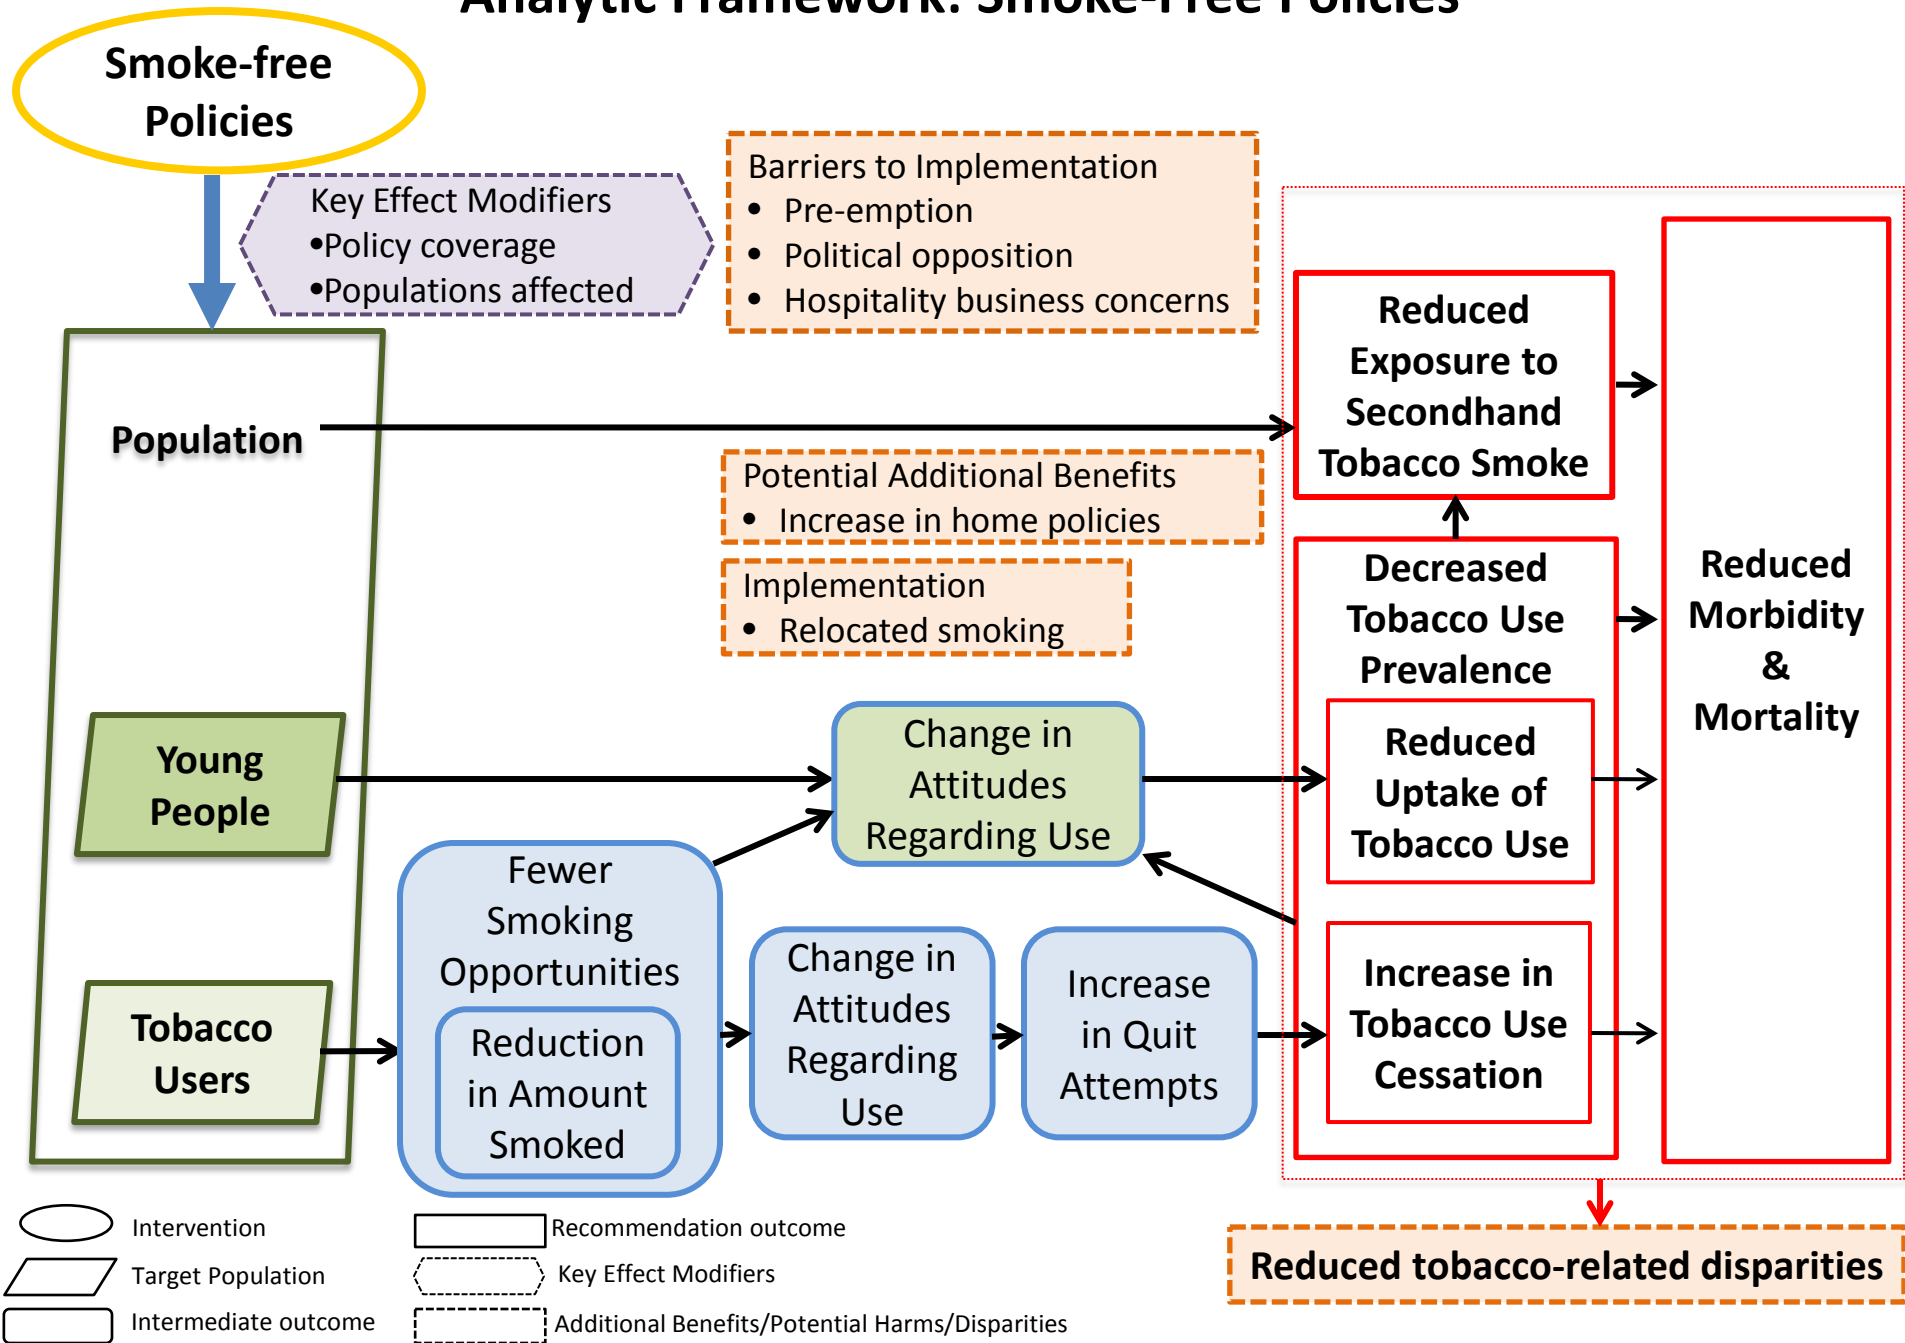 Analytic Framework: Smoke-Free Policies
Smoke-free
Policies
Key Effect Modifiers
•Policy coverage
•Populations affected
Barriers to Implementation
• Pre-emption
• Political opposition
• Hospitality business concerns
Population
Reduced
Exposure to
Secondhand
Tobacco Smoke
Potential Additional Benefits
• Increase in home policies
Implementation
• Relocated smoking
Decreased
Tobacco Use
Prevalence
Reduced
Morbidity
&
Mortality
Young
People
Change in
Attitudes
Regarding Use
Reduced
Uptake of
Tobacco Use
Tobacco
Users
Fewer
Smoking
Opportunities
Reduction
in Amount
Smoked
Change in
Attitudes
Regarding
Use
Increase
in Quit
Attempts
Increase in
Tobacco Use
Cessation
Reduced tobacco-related disparities
Intervention
Target Population
Intermediate outcome
Recommendation outcome
Key Effect Modifiers
Additional Benefits/Potential Harms/Disparities